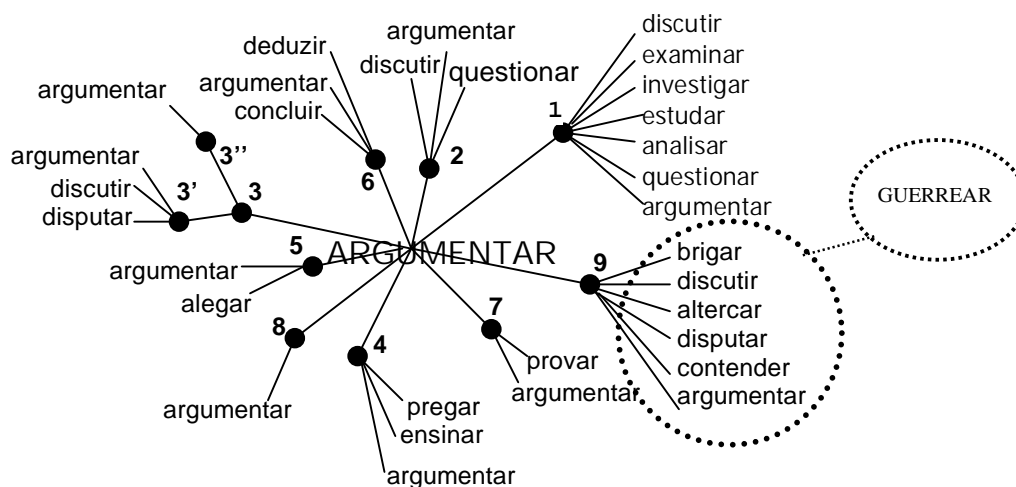 discutir
examinar
investigar
estudar
analisar
questionar
argumentar
1
argumentar
discutir
questionar
2
deduzir
argumentar
concluir
6
argumentar
3''
argumentar
discutir
disputar
3'
3
GUERREAR
ARGUMENTAR
5
argumentar
alegar
9
brigar
discutir
altercar
disputar
contender
argumentar
8
argumentar
4
pregar
ensinar
argumentar
7
provar
argumentar